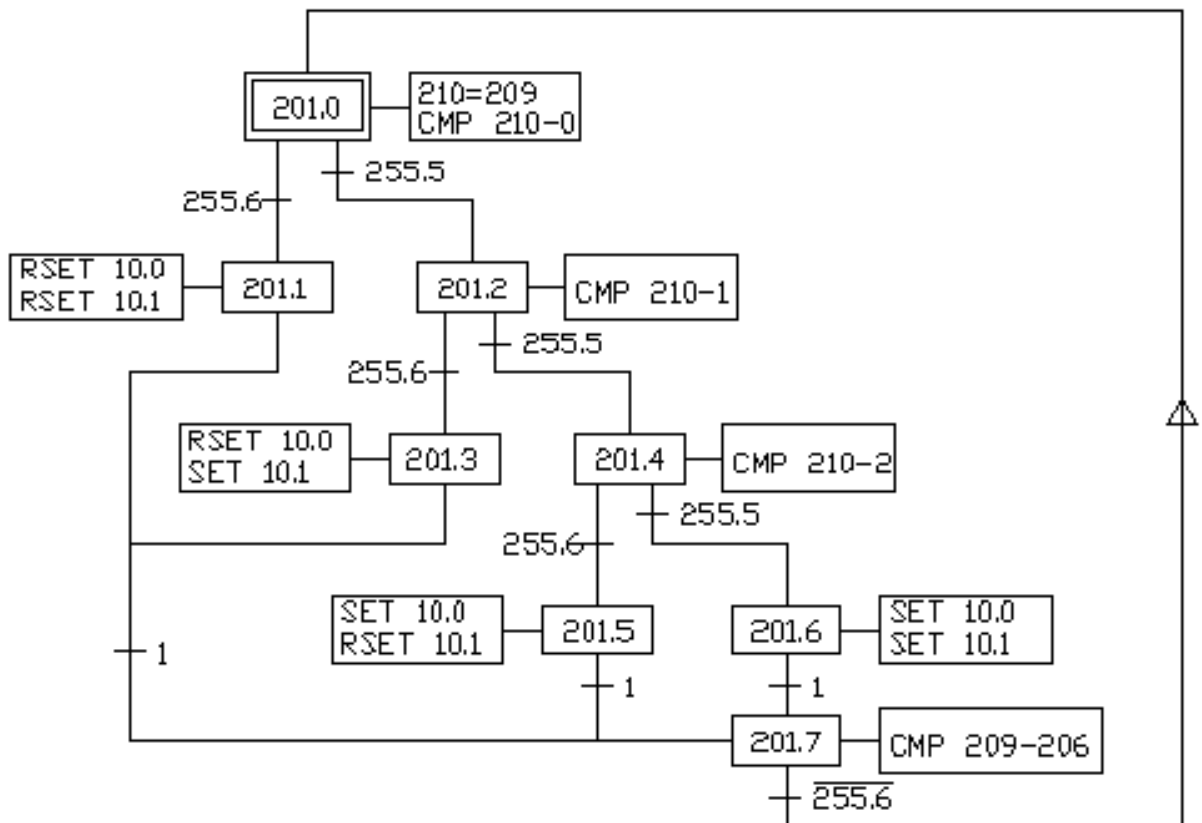 201.0
210=209
CMP 210-0
255.5
255.6
RSET 10.0
RSET 10.1
201.1
201.2
CMP 210-1
255.5
255.6
RSET 10.0
SET 10.1
201.3
201.4
CMP 210-2
255.5
255.6
SET 10.0
RSET 10.1
201.5
201.6
SET 10.0
SET 10.1
1
1
1
201.7
CMP 209-206
2̅5̅5̅.̅6̅